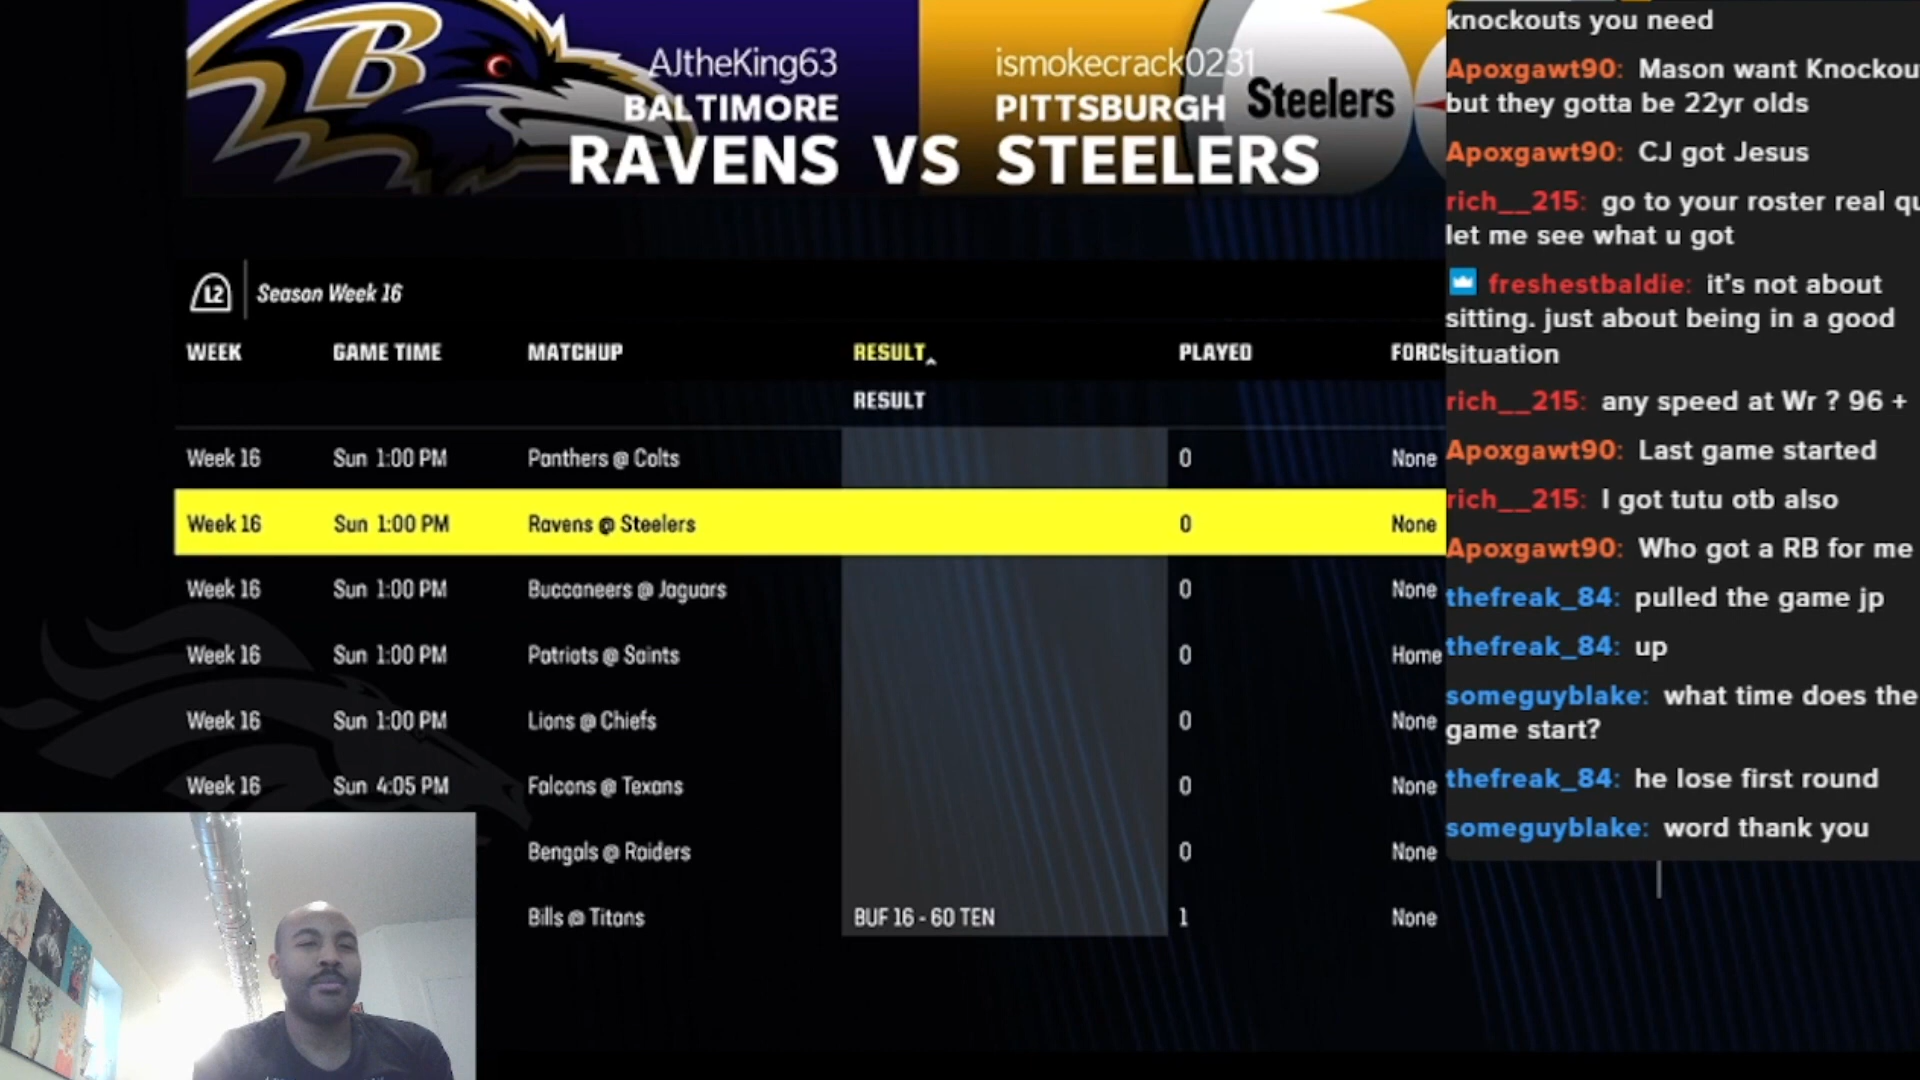 B
AJtheKing63
BALTIMORE
RAVENS VS STEELERS
ismokecrack0231
PITTSBURGH
Steelers
L2 Season Week 16
WEEK GAME TIME MATCHUP RESULT PLAYED
RESULT
Week 16 Sun 1:00 PM Panthers @ Colts 0 None
Week 16 Sun 1:00 PM Ravens @ Steelers 0 None
Week 16 Sun 1:00 PM Buccaneers @ Jaguars 0 None
Week 16 Sun 1:00 PM Patriots @ Saints 0 Home
Week 16 Sun 1:00 PM Lions @ Chiefs 0 None
Week 16 Sun 4:05 PM Falcons @ Texans 0 None
Bengals @ Raiders 0 None
Bills @ Titans BUF 16 - 60 TEN 1 None
knockouts you need
Apoxgawt90: Mason want
but they gotta be 22yr olds
Apoxgawt90: CJ got Jesus
rich__215: go to your roster real
let me see what u got
freshestbaldie: it's not about
sitting. just about being in a good
situation
rich__215: any speed at Wr ? 96 +
Apoxgawt90: Last game started
rich__215: I got tutu otb also
Apoxgawt90: Who got a RB for me
thefreak_84: pulled the game jp
thefreak_84: up
someguyblake: what time does the
game start?
thefreak_84: he lose first round
someguyblake: word thank you